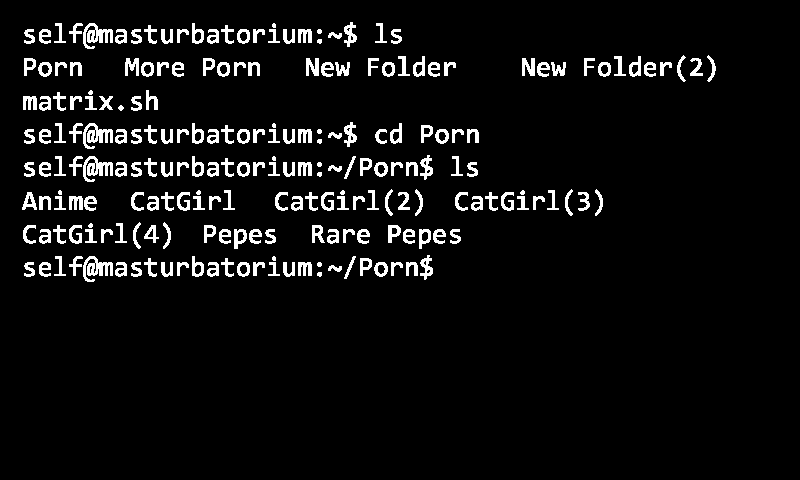 self@masturbatorium:~$ ls
Porn More Porn New Folder New Folder(2)
matrix.sh
self@masturbatorium:~$ cd Porn
self@masturbatorium:~/Porn$ ls
Anime CatGirl CatGirl(2) CatGirl(3)
CatGirl(4) Pepes Rare Pepes
self@masturbatorium:~/Porn$